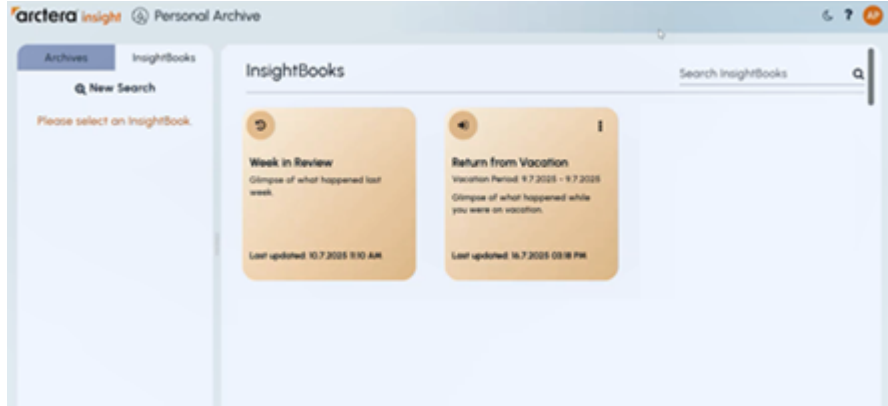 arctera insight Personal Archive
? AP
Archives InsightBooks
New Search
Please select an InsightBook.
InsightBooks
Search InsightBooks
Week in Review
Glimpse of what happened last
week.
Last updated: 10.7.2025 11:10 AM
Return from Vacation
Vacation Period: 9.7.2025 - 9.7.2025
Glimpse of what happened while
you were on vacation.
Last updated: 16.7.2025 03:18 PM